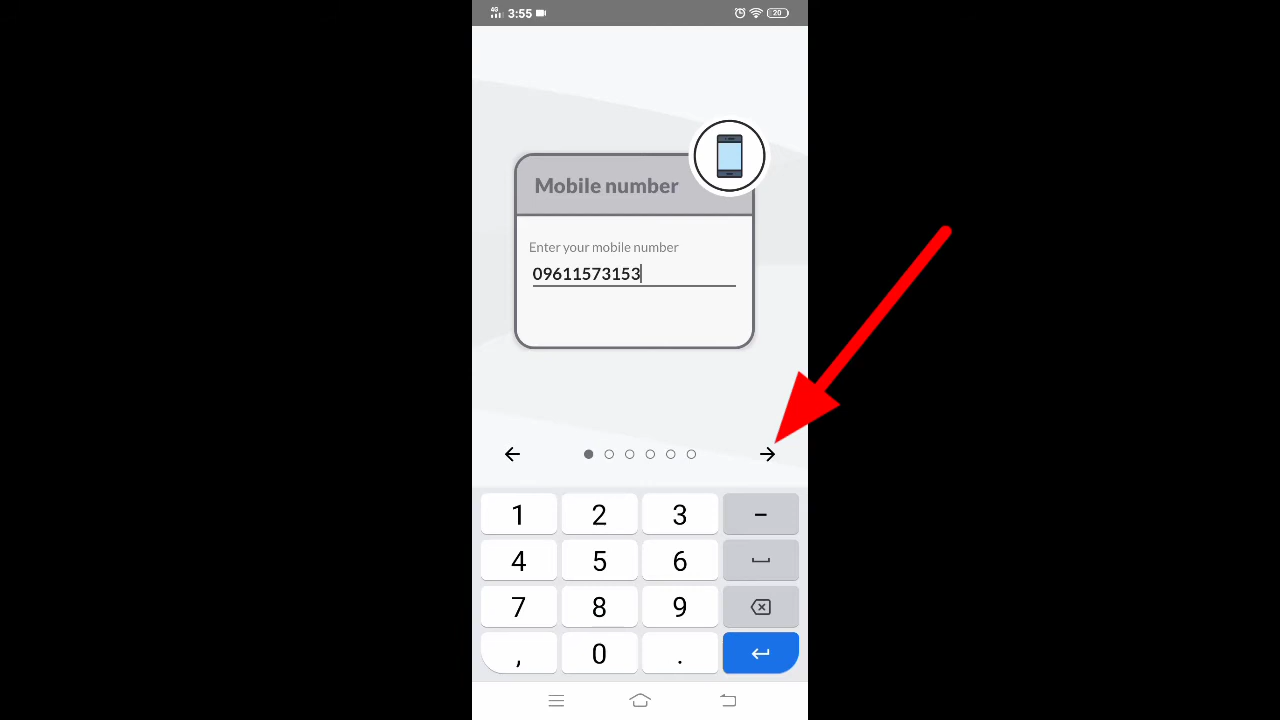 4G 3:55 20
Mobile number
Enter your mobile number
09611573153
1 2 3 –
4 5 6
7 8 9
, 0 .